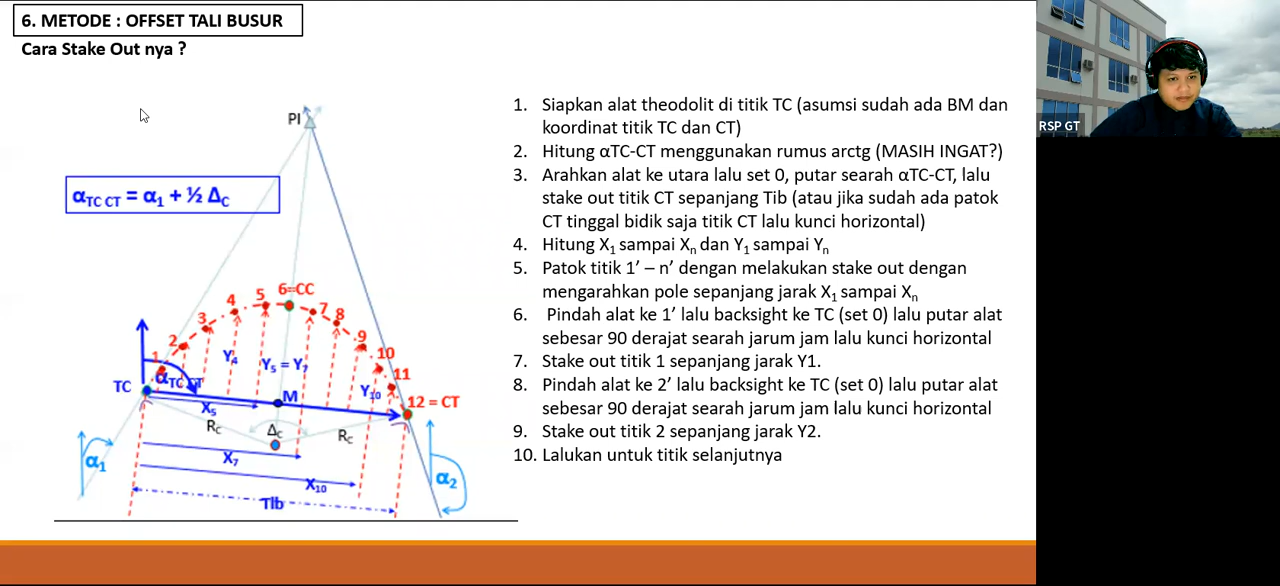 6. METODE : OFFSET TALI BUSUR
Cara Stake Out nya ?
PI
α TC CT = α1 + ½ ΔC
1
2
3
4
5
6=CC
7
8
9
10
11
12 = CT
Y4
Y5 = Y7
Y10
TC
αTC CT
M
X5
RC
ΔC
RC
X7
X10
α1
α2
TIb
1. Siapkan alat theodolit di titik TC (asumsi sudah ada BM dan
koordinat titik TC dan CT)
2. Hitung αTC-CT menggunakan rumus arctg (MASIH INGAT?)
3. Arahkan alat ke utara lalu set 0, putar searah αTC-CT, lalu
stake out titik CT sepanjang Tib (atau jika sudah ada patok
CT tinggal bidik saja titik CT lalu kunci horizontal)
4. Hitung X1 sampai Xn dan Y1 sampai Yn
5. Patok titik 1’ – n’ dengan melakukan stake out dengan
mengarahkan pole sepanjang jarak X1 sampai Xn
6. Pindah alat ke 1’ lalu backsight ke TC (set 0) lalu putar alat
sebesar 90 derajat searah jarum jam lalu kunci horizontal
7. Stake out titik 1 sepanjang jarak Y1.
8. Pindah alat ke 2’ lalu backsight ke TC (set 0) lalu putar alat
sebesar 90 derajat searah jarum jam lalu kunci horizontal
9. Stake out titik 2 sepanjang jarak Y2.
10. Lalukan untuk titik selanjutnya
RSP GT